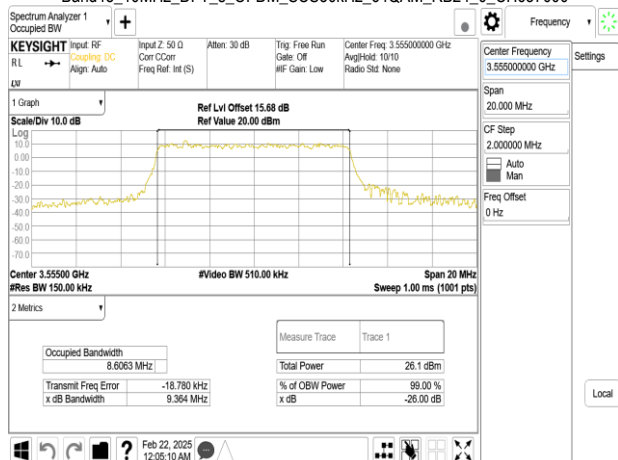 Spectrum Analyzer 1
Occupied BW
+
Frequency
KEYSIGHT
RL
Input: RF
Coupling: DC
Align: Auto
Input Z: 50 Ω
Corr CCorr
Freq Ref: Int (S)
Atten: 30 dB
Trig: Free Run
Gate: Off
#IF Gain: Low
Center Freq: 3.555000000 GHz
Avg|Hold: 10/10
Radio Std: None
LXI
Center Frequency
3.555000000 GHz
Settings
Span
20.000 MHz
CF Step
2.000000 MHz
Auto
Man
Freq Offset
0 Hz
Local
1 Graph
Scale/Div 10.0 dB
Ref Lvl Offset 15.68 dB
Ref Value 20.00 dBm
Log
10.0
0.00
-10.0
-20.0
-30.0
-40.0
-50.0
-60.0
-70.0
Center 3.55500 GHz
#Video BW 510.00 kHz
Span 20 MHz
#Res BW 150.00 kHz
Sweep 1.00 ms (1001 pts)
2 Metrics
Measure Trace
Trace 1
Occupied Bandwidth
8.6063 MHz
Total Power
26.1 dBm
Transmit Freq Error
-18.780 kHz
% of OBW Power
99.00 %
x dB Bandwidth
9.364 MHz
x dB
-26.00 dB
?
Feb 22, 2025
12:05:10 AM